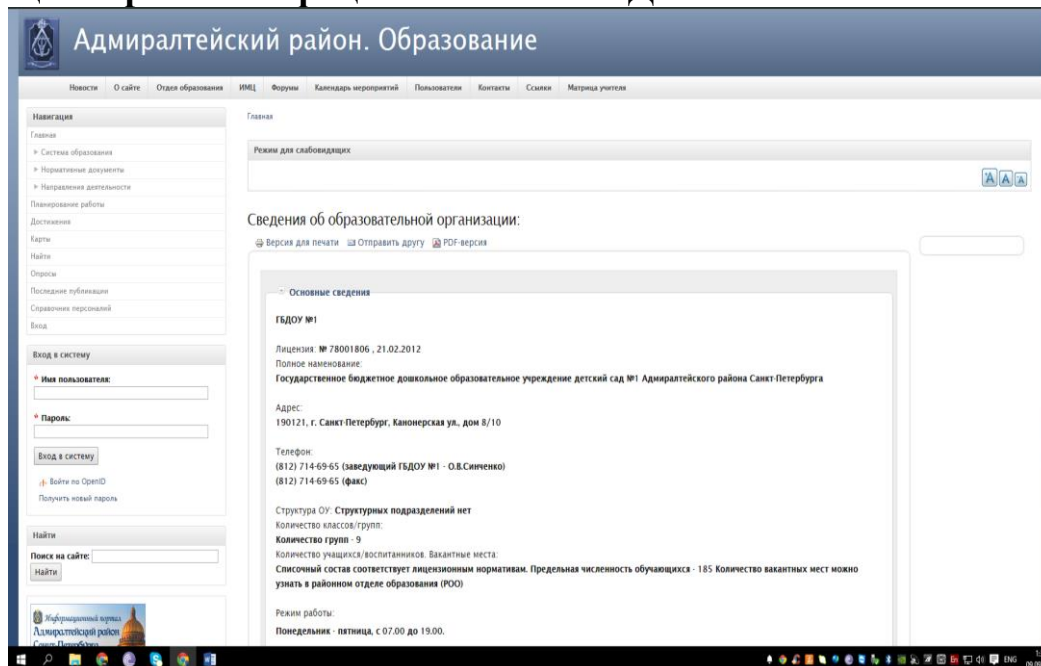 Адмиралтейский район. Образование
Новости О сайте Отдел образования ИМЦ Форумы Календарь мероприятий Пользователи Контакты Ссылки Матрица учителя
Навигация
Главная
Система образования
Нормативные документы
Направления деятельности
Планирование работы
Достижения
Карты
Найти
Опросы
Последние публикации
Справочник персоналий
Вход
Вход в систему
* Имя пользователя:
* Пароль:
Вход в систему
Войти по OpenID
Получить новый пароль
Найти
Поиск на сайте:
Найти
Информационный портал
Адмиралтейский район
Санкт-Петербурга
Главная
Режим для слабовидящих
A A A
Сведения об образовательной организации:
Версия для печати Отправить другу PDF-версия
Основные сведения
ГБДОУ №1
Лицензия: № 78001806 , 21.02.2012
Полное наменование:
Государственное бюджетное дошкольное образовательное учреждение детский сад №1 Адмиралтейского района Санкт-Петербурга
Адрес:
190121, г. Санкт-Петербург, Канонерская ул., дом 8/10
Телефон:
(812) 714-69-65 (заведующий ГБДОУ №1 - О.В.Синченко)
(812) 714-69-65 (факс)
Структура ОУ: Структурных подразделений нет
Количество классов/групп:
Количество групп - 9
Количество учащихся/воспитанников. Вакантные места:
Списочный состав соответствует лицензионным нормативам. Предельная численность обучающихся - 185 Количество вакантных мест можно
узнать в районном отделе образования (РОО)
Режим работы:
Понедельник - пятница, с 07.00 до 19.00.
ENG